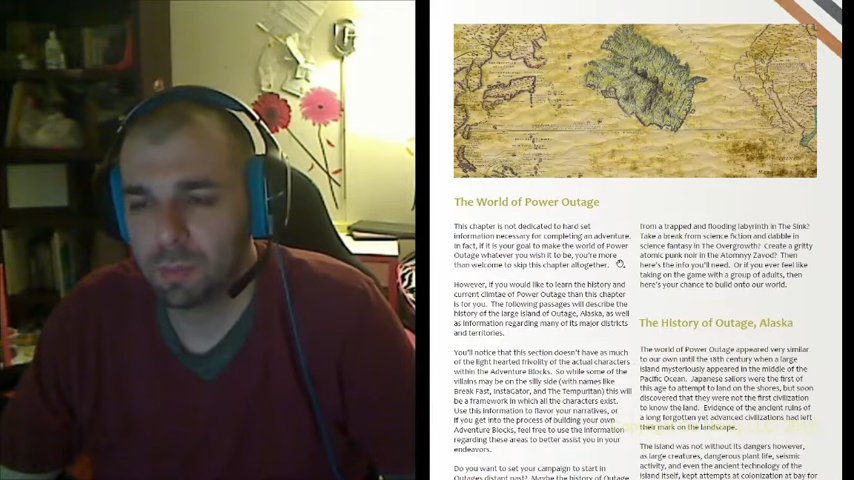 The World of Power Outage
This chapter is not dedicated to hard set
information necessary for completing an adventure.
In fact, if it is your goal to make the world of Power
Outage whatever you wish it to be, you're more
than welcome to skip this chapter altogether.
However, if you would like to learn the history and
current climtae of Power Outage than this chapter
is for you.  The following passages will describe the
history of the large island of Outage, Alaska, as well
as information regarding many of its major districts
and territories.
You'll notice that this section doesn't have as much
of the light hearted frivolity of the actual characters
within the Adventure Blocks.  So while some of the
villains may be on the silly side (with names like
Break Fast, InstaGator, and The Tempuritan) this will
be a framework in which all the characters exist.
Use this information to flavor your narratives, or
if you get into the process of building your own
Adventure Blocks, feel free to use the information
regarding these areas to better assist you in your
endeavors.
Do you want to set your campaign to start in
Outages distant past?  Maybe the history of Outage
from a trapped and flooding labyrinth in The Sink?
Take a break from science fiction and dabble in
science fantasy in The Overgrowth?  Create a gritty
atomic punk noir in the Atomnyy Zavod?  Then
here's the info you'll need.  Or if you ever feel like
taking on the game with a group of adults, then
here's your chance to build onto our world.
The History of Outage, Alaska
The world of Power Outage appeared very similar
to our own until the 18th century when a large
island mysteriously appeared in the middle of the
Pacific Ocean.  Japanese sailors were the first of
this age to attempt to land on the shores, but soon
discovered that they were not the first civilization
to know the land.  Evidence of the ancient ruins of
a long forgotten yet advanced civilizations had left
their mark on the landscape.
The island was not without its dangers however,
as large creatures, dangerous plant life, seismic
activity, and even the ancient technology of the
island itself, kept attempts at colonization at bay for